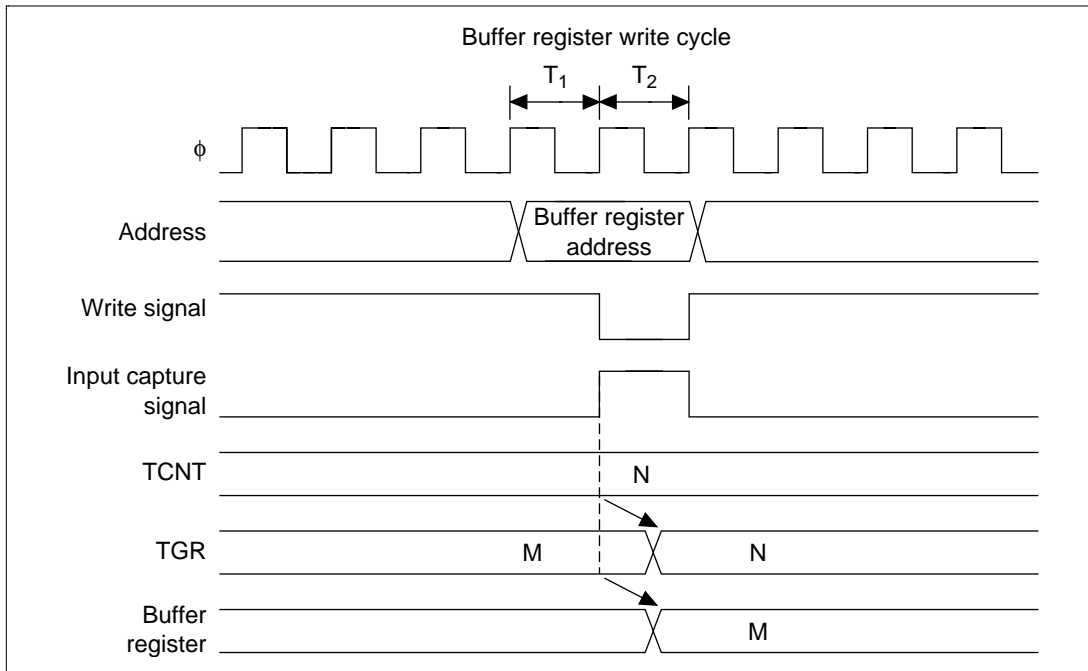 Buffer register write cycle
T1 T2
ϕ
Address
Buffer register
address
Write signal
Input capture
signal
TCNT
N
TGR
M
N
Buffer
register
M